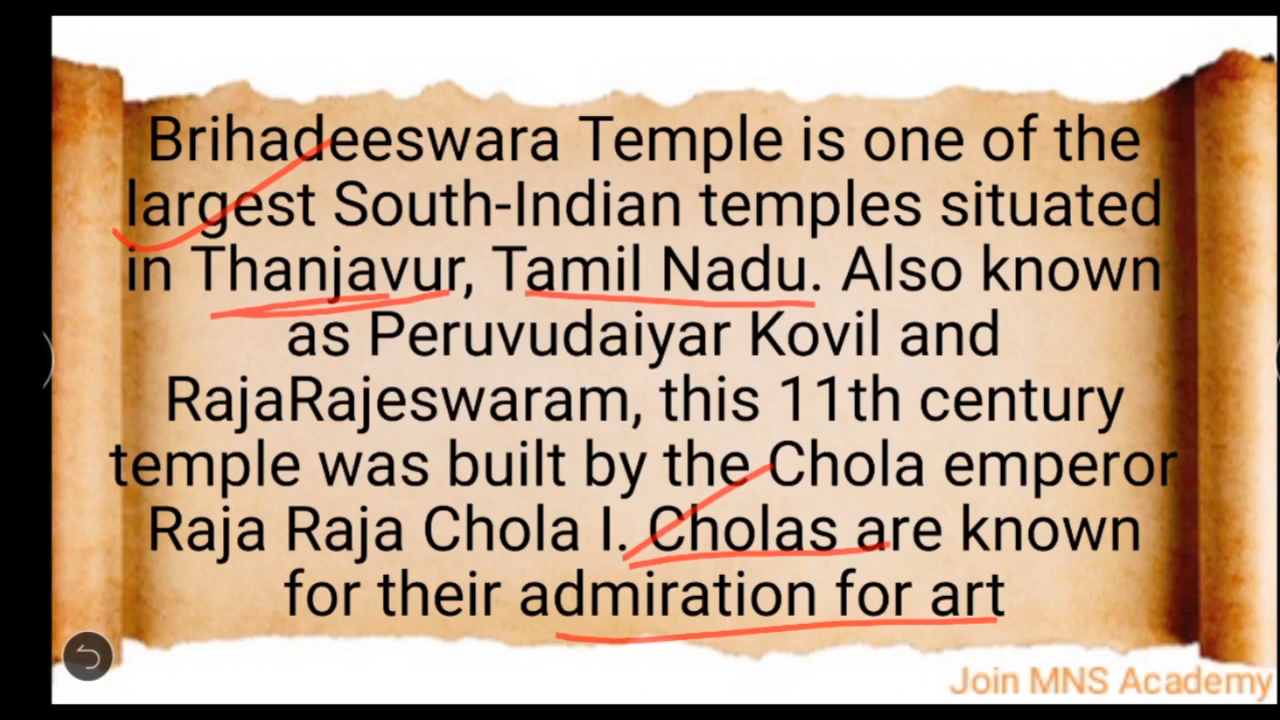 Brihadeeswara Temple is one of the
largest South-Indian temples situated
in Thanjavur, Tamil Nadu. Also known
as Peruvudaiyar Kovil and
RajaRajeswaram, this 11th century
temple was built by the Chola emperor
Raja Raja Chola I. Cholas are known
for their admiration for art
Join MNS Academy